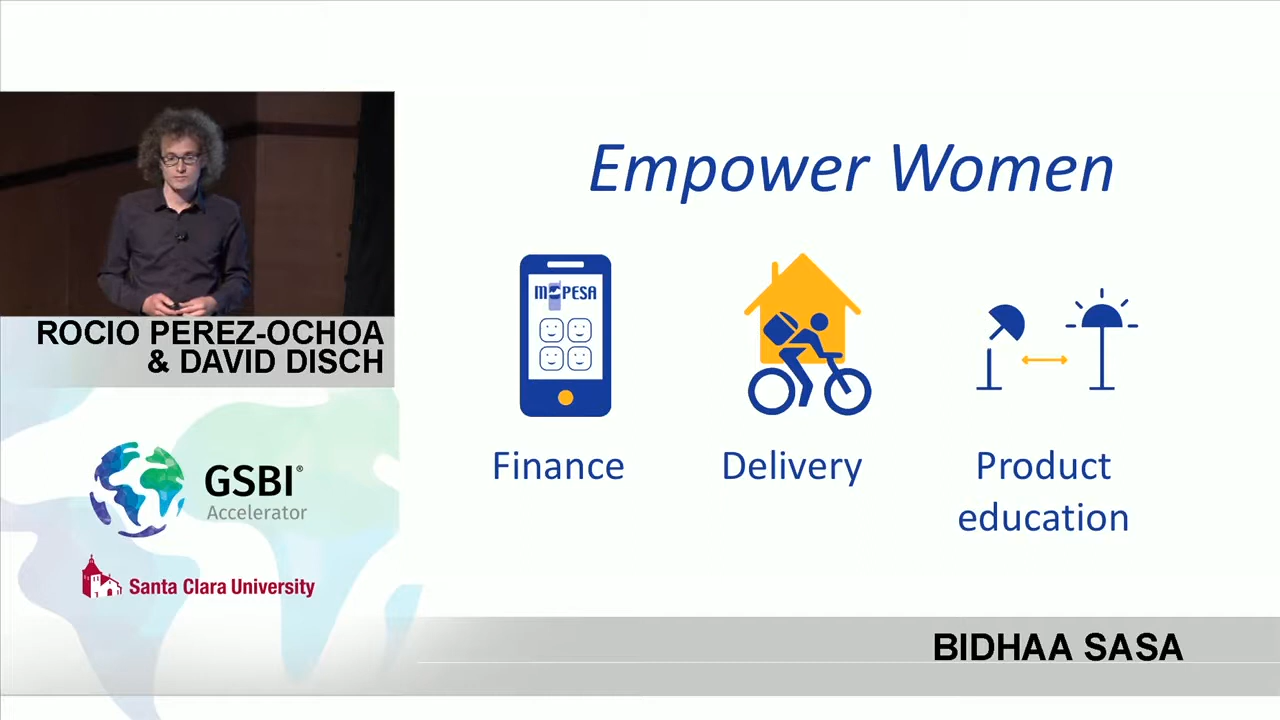 Empower Women
M-PESA
Finance
Delivery
Product
education
ROCIO PEREZ-OCHOA
& DAVID DISCH
GSBI®
Accelerator
Santa Clara University
BIDHAA SASA